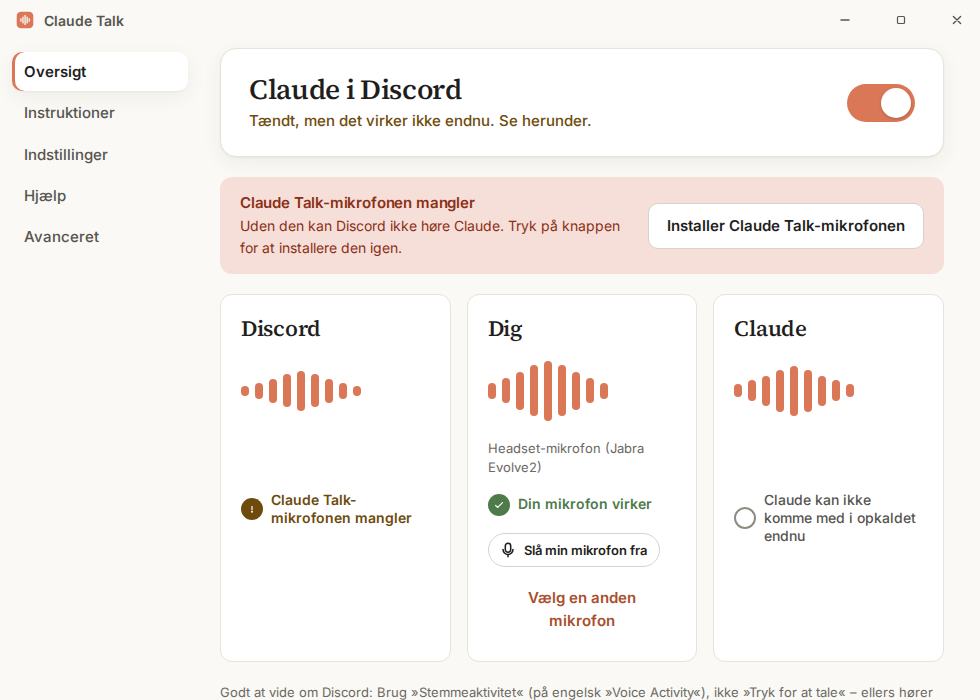 Claude Talk
Oversigt
Instruktioner
Indstillinger
Hjælp
Avanceret
Claude i Discord
Tændt, men det virker ikke endnu. Se herunder.
Claude Talk-mikrofonen mangler
Uden den kan Discord ikke høre Claude. Tryk på knappen
for at installere den igen.
Installer Claude Talk-mikrofonen
Discord
Claude Talk-
mikrofonen mangler
Dig
Headset-mikrofon (Jabra
Evolve2)
Din mikrofon virker
Slå min mikrofon fra
Vælg en anden
mikrofon
Claude
Claude kan ikke
komme med i opkaldet
endnu
Godt at vide om Discord: Brug »Stemmeaktivitet« (på engelsk »Voice Activity«), ikke »Tryk for at tale« – ellers hører